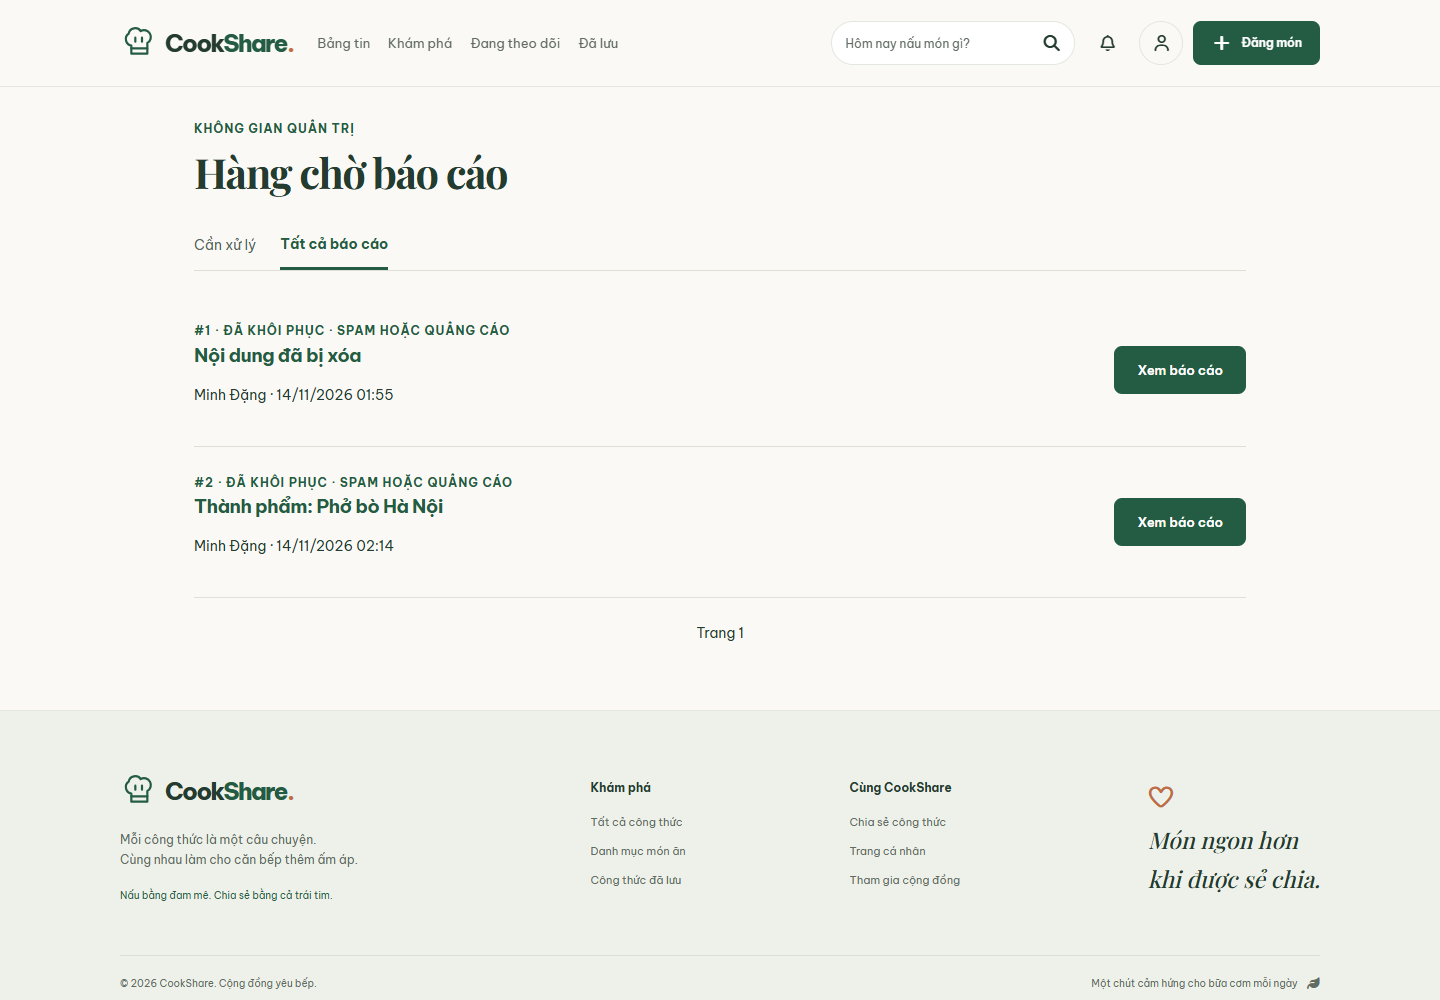 CookShare.
Bảng tin
Khám phá
Đang theo dõi
Đã lưu
Hôm nay nấu món gì?
Đăng món
KHÔNG GIAN QUẢN TRỊ
Hàng chờ báo cáo
Cần xử lý
Tất cả báo cáo
#1 · ĐÃ KHÔI PHỤC · SPAM HOẶC QUẢNG CÁO
Nội dung đã bị xóa
Minh Đặng · 14/11/2026 01:55
Xem báo cáo
#2 · ĐÃ KHÔI PHỤC · SPAM HOẶC QUẢNG CÁO
Thành phẩm: Phở bò Hà Nội
Minh Đặng · 14/11/2026 02:14
Xem báo cáo
Trang 1
CookShare.
Mỗi công thức là một câu chuyện.
Cùng nhau làm cho căn bếp thêm ấm áp.
Nấu bằng đam mê. Chia sẻ bằng cả trái tim.
Khám phá
Tất cả công thức
Danh mục món ăn
Công thức đã lưu
Cùng CookShare
Chia sẻ công thức
Trang cá nhân
Tham gia cộng đồng
Món ngon hơn
khi được sẻ chia.
© 2026 CookShare. Cộng đồng yêu bếp.
Một chút cảm hứng cho bữa cơm mỗi ngày